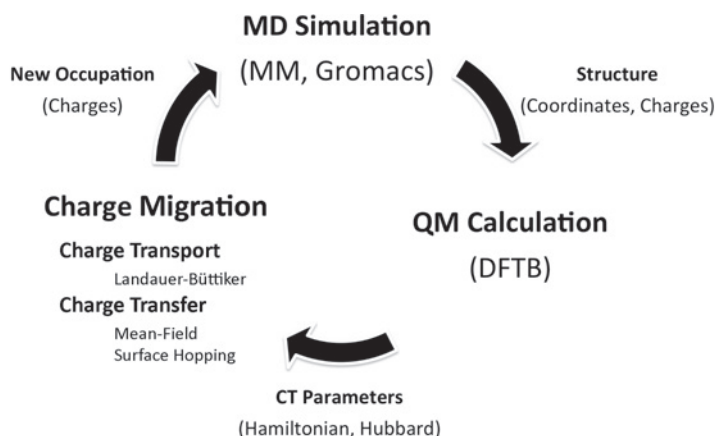 MD Simulation
(MM, Gromacs)
New Occupation
(Charges)
Structure
(Coordinates, Charges)
Charge Migration
Charge Transport
Landauer-Büttiker
Charge Transfer
Mean-Field
Surface Hopping
QM Calculation
(DFTB)
CT Parameters
(Hamiltonian, Hubbard)